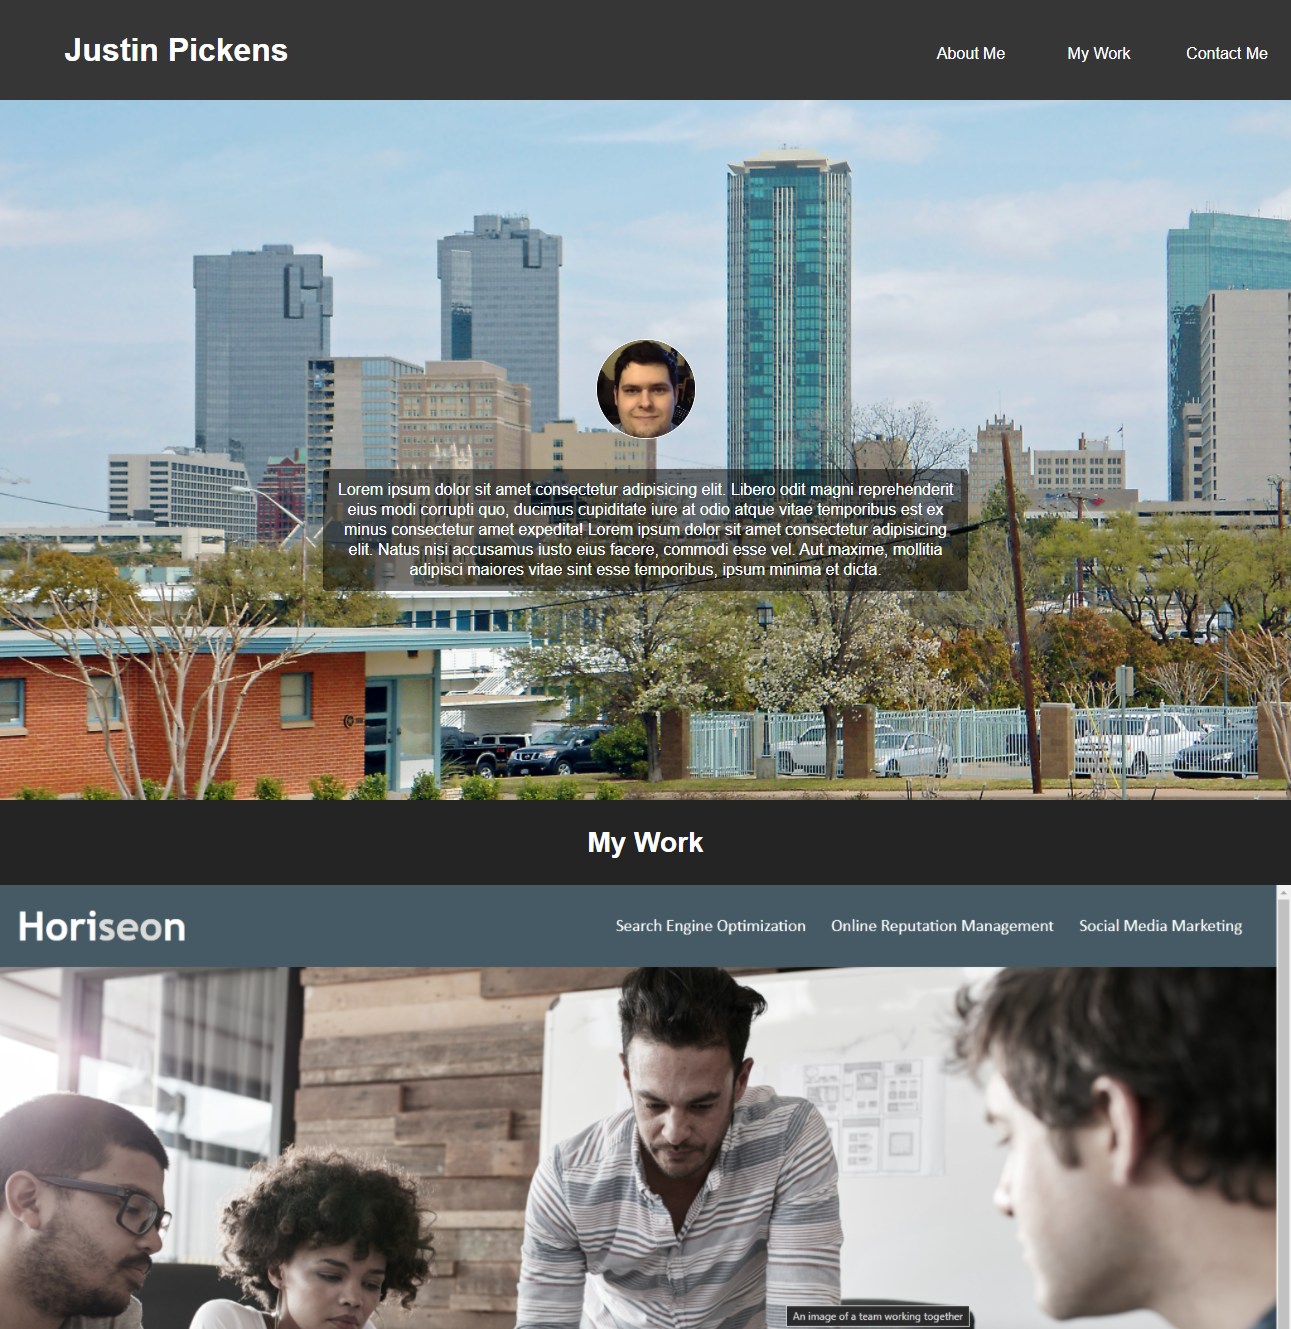 Justin Pickens
About Me My Work Contact Me
Lorem ipsum dolor sit amet consectetur adipisicing elit. Libero odit magni reprehenderit
eius modi corrupti quo, ducimus cupiditate iure at odio atque vitae temporibus est ex
minus consectetur amet expedita! Lorem ipsum dolor sit amet consectetur adipisicing
elit. Natus nisi accusamus iusto eius facere, commodi esse vel. Aut maxime, mollitia
adipisci maiores vitae sint esse temporibus, ipsum minima et dicta.
My Work
Horiseon
Search Engine Optimization Online Reputation Management Social Media Marketing
An image of a team working together